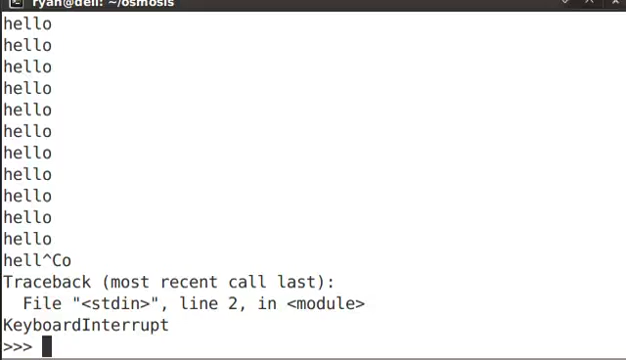 ryan@dell: ~/osmosis
hello
hello
hello
hello
hello
hello
hello
hello
hello
hello
hello
hell^Co
Traceback (most recent call last):
  File "<stdin>", line 2, in <module>
KeyboardInterrupt
>>>